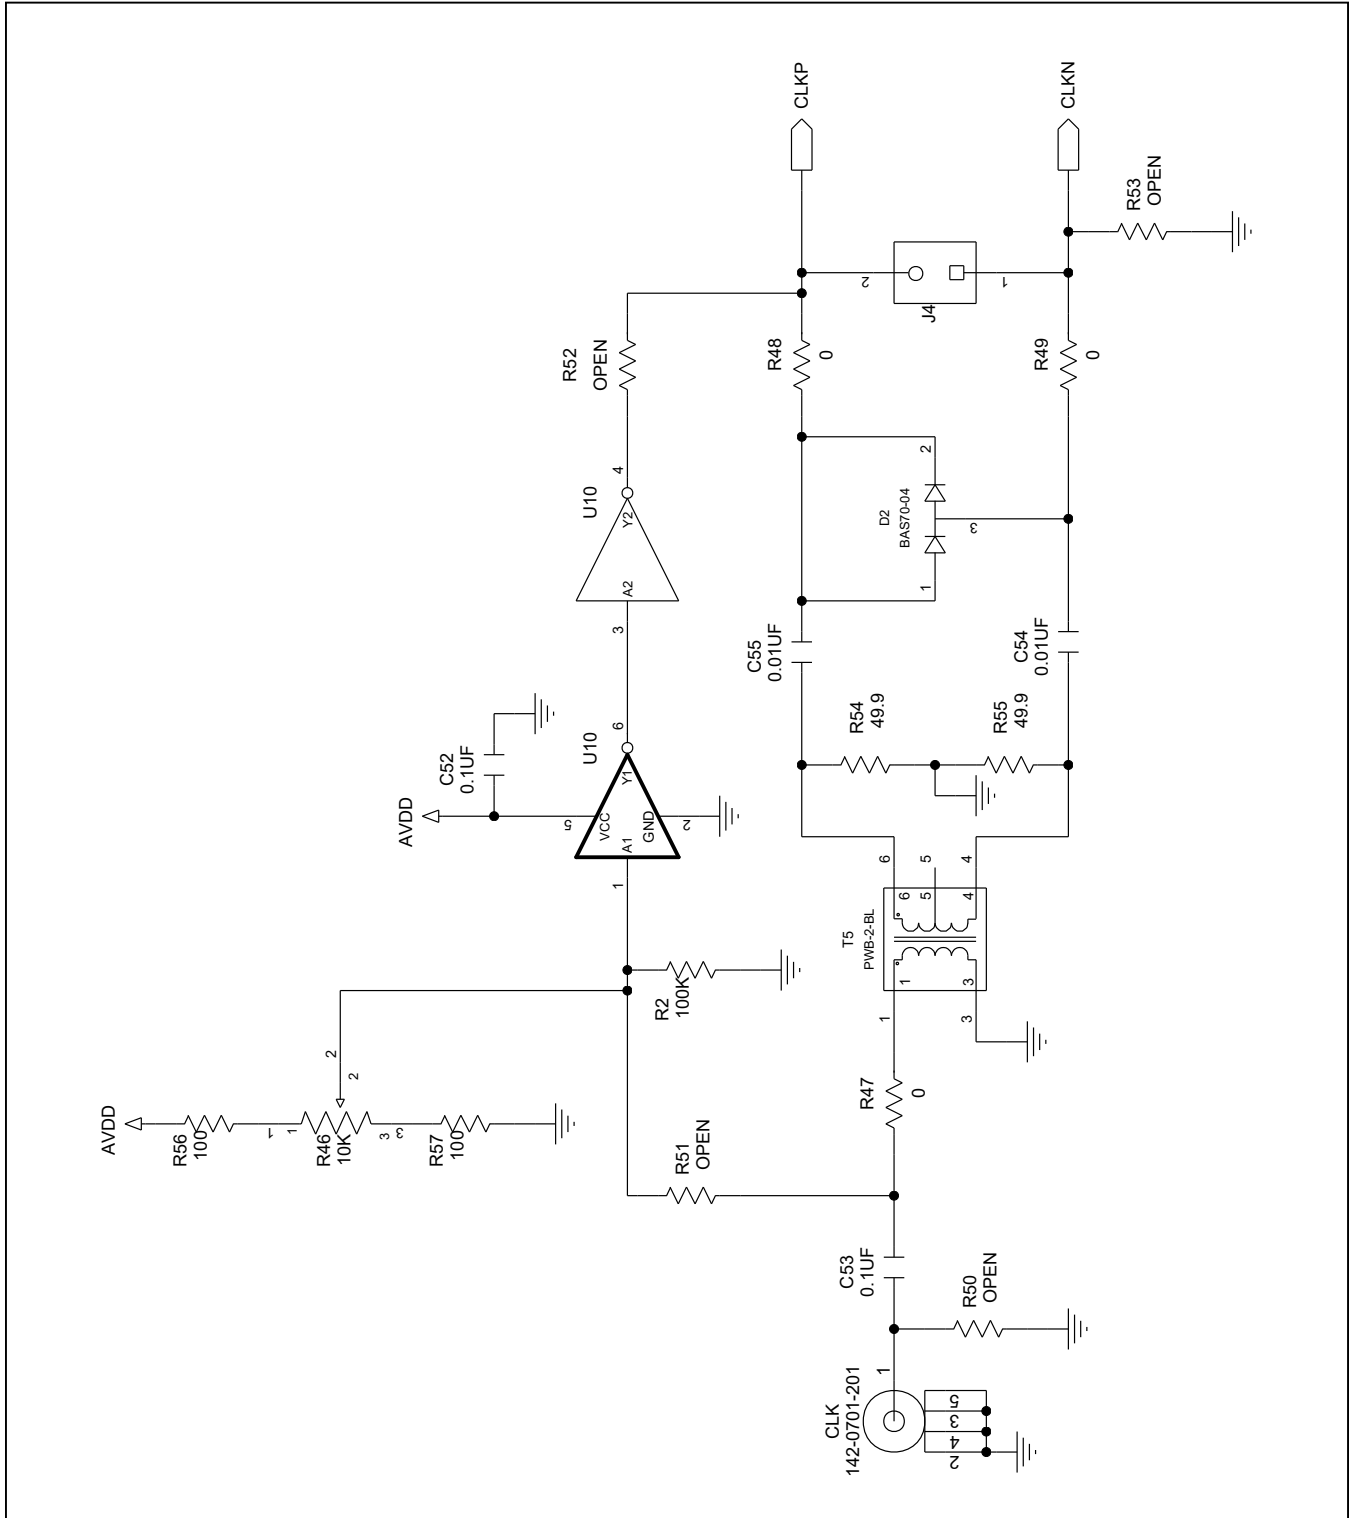 CLKP
CLKN
R53
OPEN
2
1
J4
R52
OPEN
R48
0
R49
0
4
U10
Y2
A2
3
2
D2
BAS70-04
3
1
C55
0.01UF
C54
0.01UF
R54
49.9
R55
49.9
C52
0.1UF
AVDD
6
U10
Y1
5
VCC
GND
2
A1
1
6
5
4
6
5
4
T5
PWB-2-BL
1
3
1
3
R2
100K
2
2
AVDD
R56
100
1
1
R46
10K
3
3
R57
100
R47
0
R51
OPEN
C53
0.1UF
R50
OPEN
1
CLK
142-0701-201
5
3
4
2